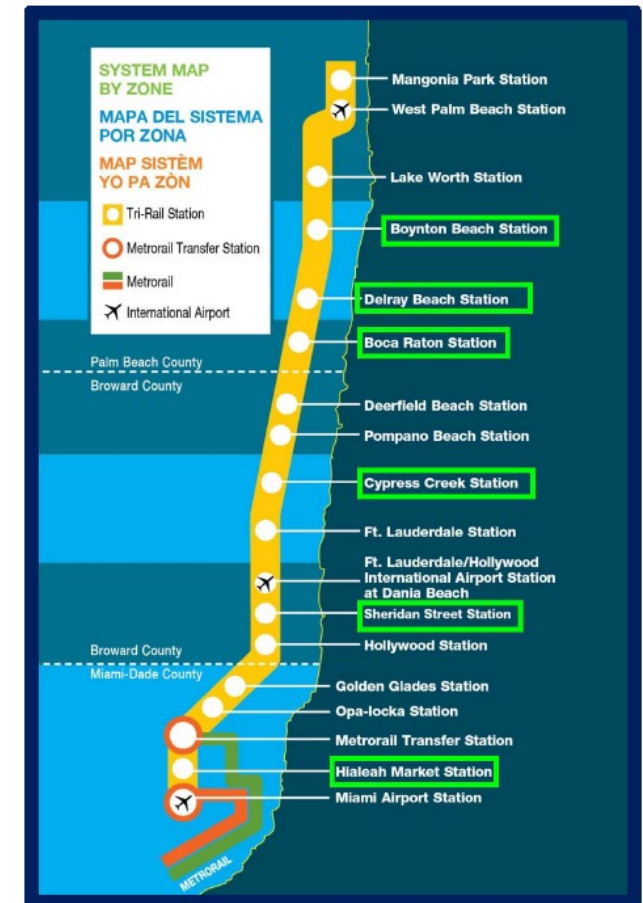 SYSTEM MAP
BY ZONE
MAPA DEL SISTEMA
POR ZONA
MAP SISTÈM
YO PA ZÒN
Tri-Rail Station
Metrorail Transfer Station
Metrorail
International Airport
Mangonia Park Station
West Palm Beach Station
Lake Worth Station
Boynton Beach Station
Delray Beach Station
Boca Raton Station
Palm Beach County
Broward County
Deerfield Beach Station
Pompano Beach Station
Cypress Creek Station
Ft. Lauderdale Station
Ft. Lauderdale/Hollywood
International Airport Station
at Dania Beach
Sheridan Street Station
Hollywood Station
Broward County
Miami-Dade County
Golden Glades Station
Opa-locka Station
Metrorail Transfer Station
Hialeah Market Station
Miami Airport Station
METRORAIL